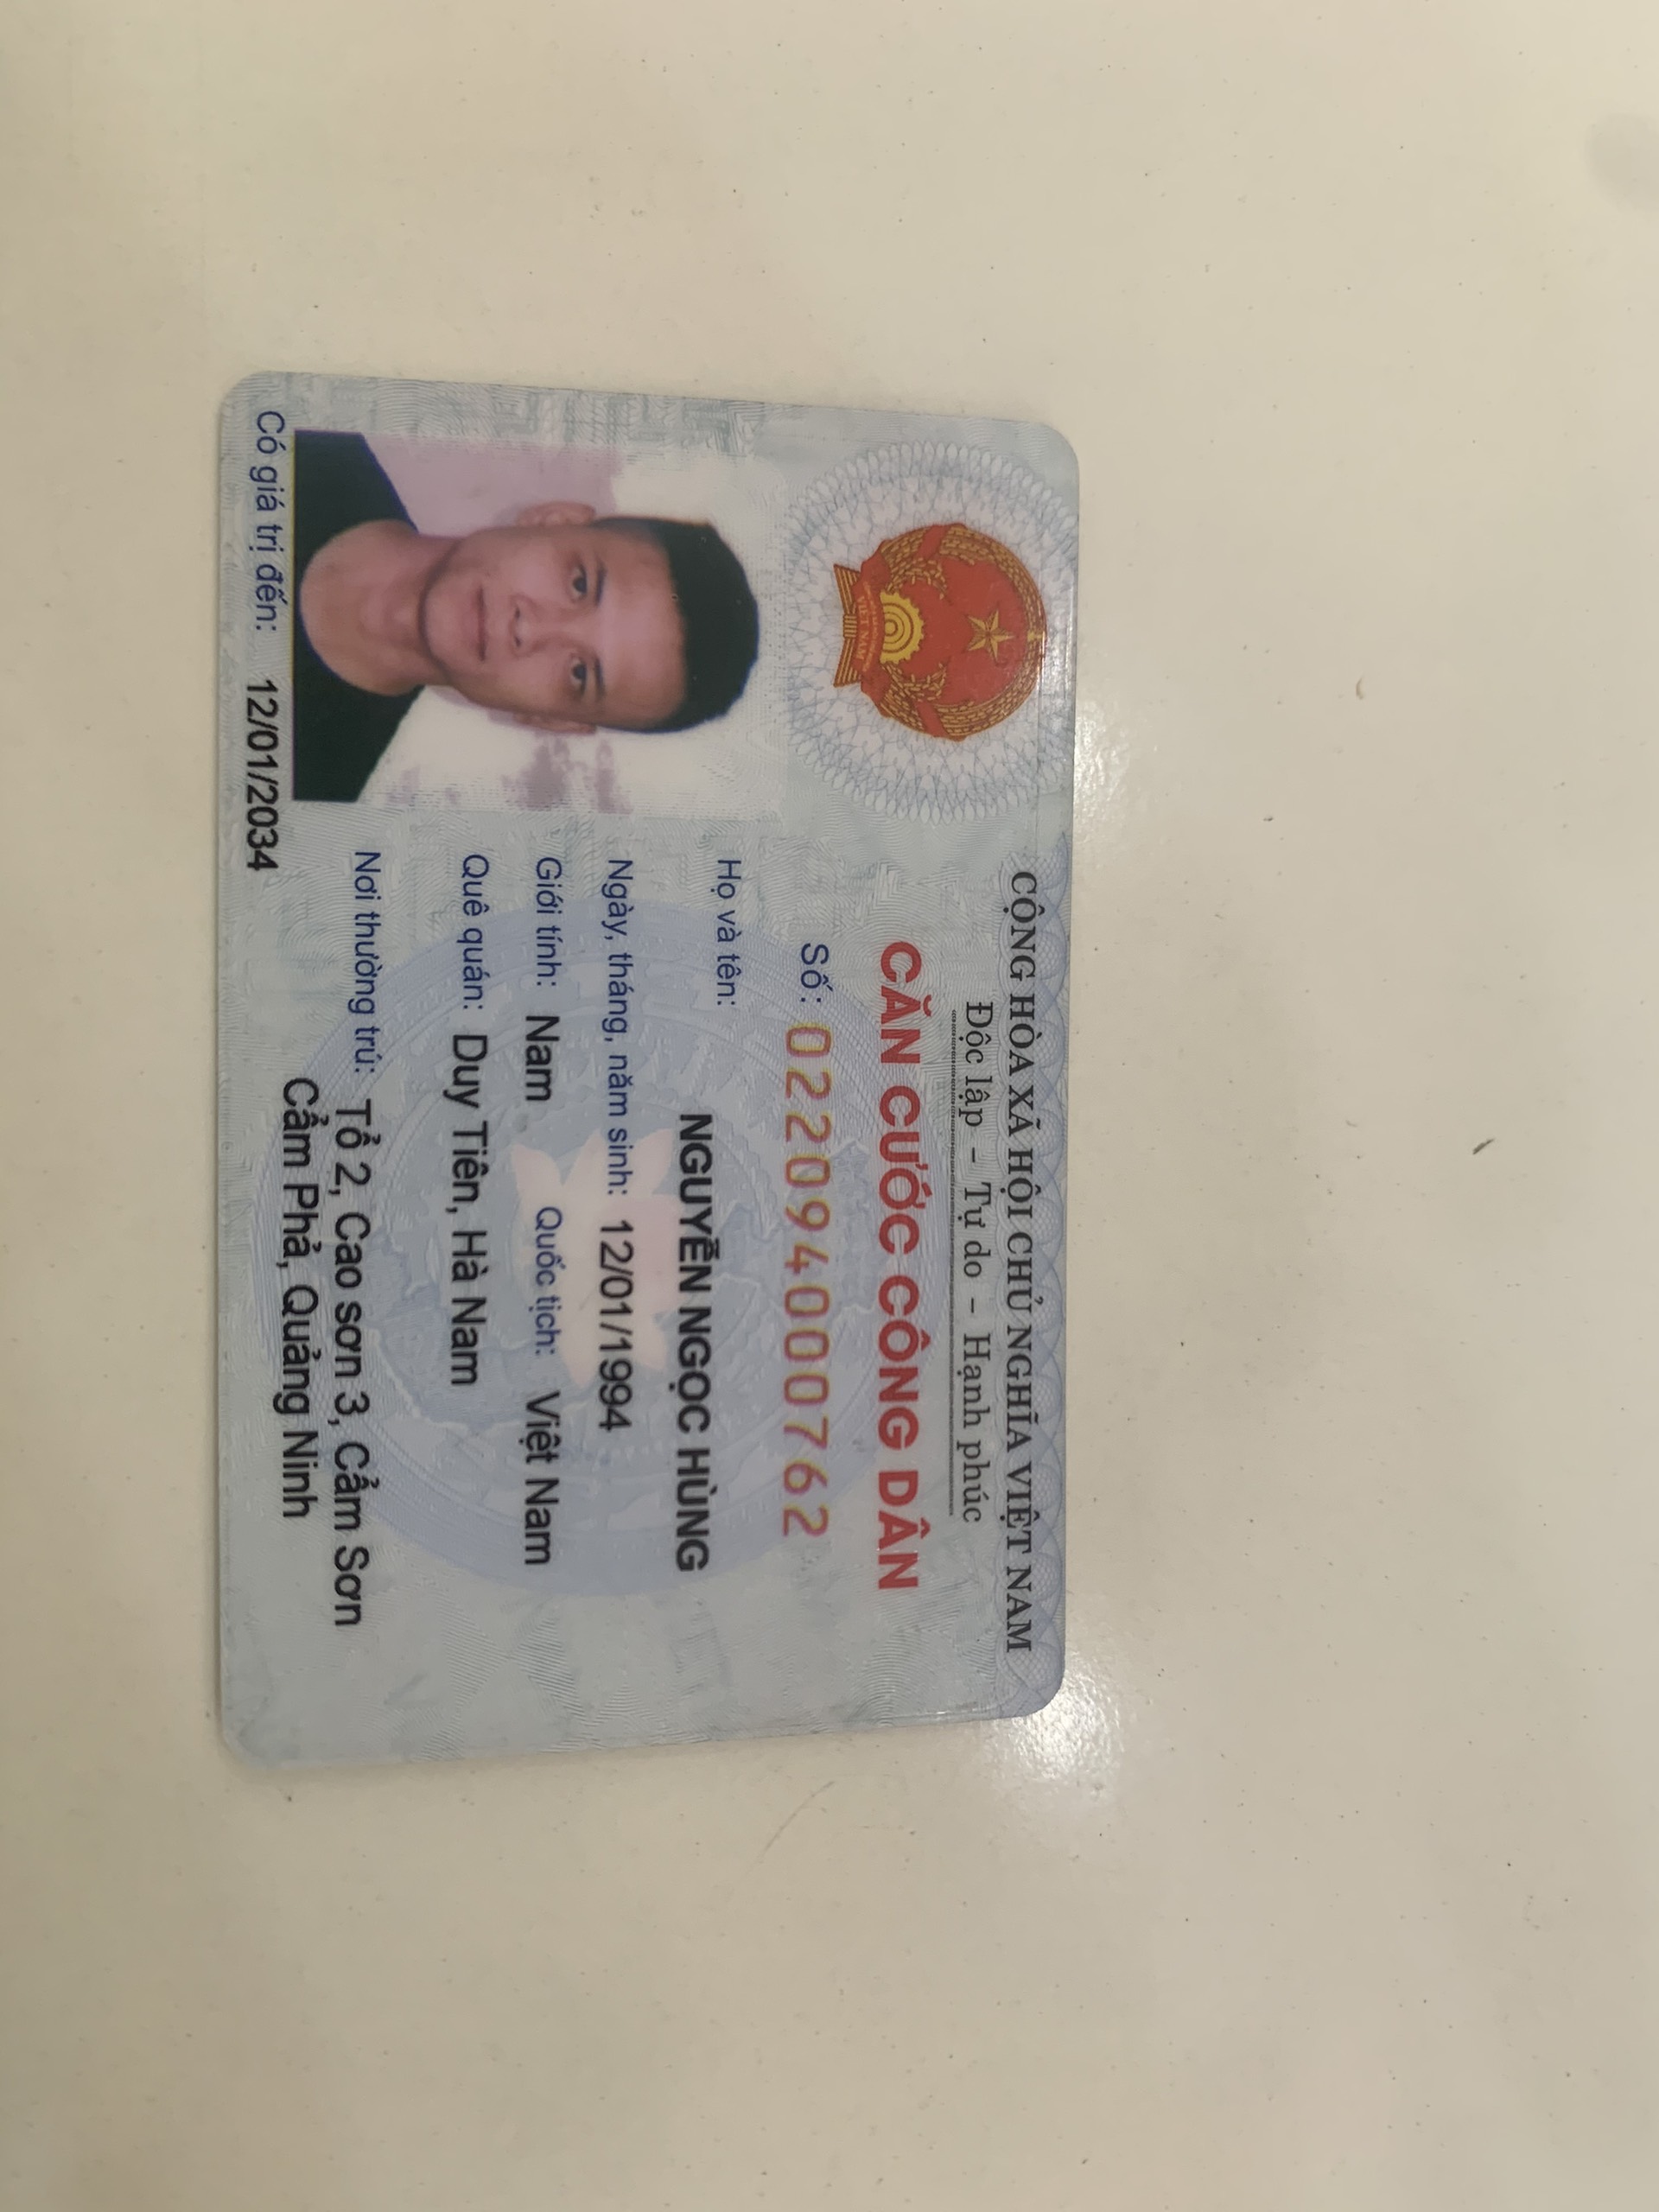 CỘNG HÒA XÃ HỘI CHỦ NGHĨA VIỆT NAM
Độc lập – Tự do – Hạnh phúc
CĂN CƯỚC CÔNG DÂN
Số: 022094000762
Họ và tên:
NGUYỄN NGỌC HÙNG
Ngày, tháng, năm sinh: 12/01/1994
Giới tính: Nam Quốc tịch: Việt Nam
Quê quán: Duy Tiên, Hà Nam
Nơi thường trú: Tổ 2, Cao sơn 3, Cẩm Sơn
Cẩm Phả, Quảng Ninh
Có giá trị đến: 12/01/2034
VIỆT NAM